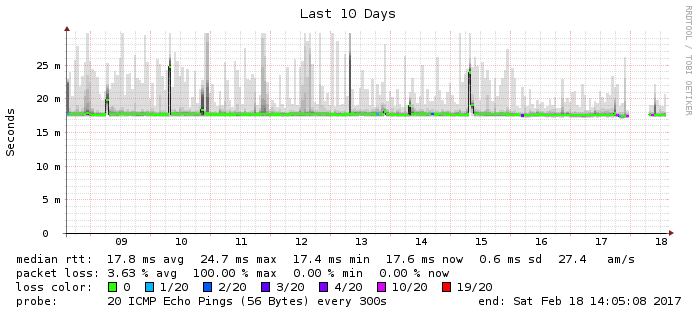 Last 10 Days
RRDTOOL / TOBI OETIKER
Seconds
25 m
20 m
15 m
10 m
5 m
0
09 10 11 12 13 14 15 16 17 18
median rtt: 17.8 ms avg 24.7 ms max 17.4 ms min 17.6 ms now 0.6 ms sd 27.4 am/s
packet loss: 3.63 % avg 100.00 % max 0.00 % min 0.00 % now
loss color: 0 1/20 2/20 3/20 4/20 10/20 19/20
probe: 20 ICMP Echo Pings (56 Bytes) every 300s end: Sat Feb 18 14:05:08 2017